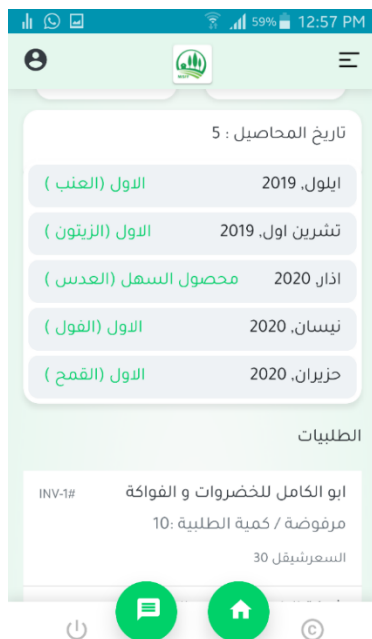 59% 12:57 PM
تاريخ المحاصيل : 5
ايلول, 2019 الاول (العنب )
تشرين اول, 2019 الاول (الزيتون )
اذار, 2020 محصول السهل (العدس )
نيسان, 2020 الاول (الفول )
حزيران, 2020 الاول (القمح )
الطلبيات
ابو الكامل للخضروات و الفواكة INV-1#
مرفوضة / كمية الطلبية :10
السعرشيقل 30